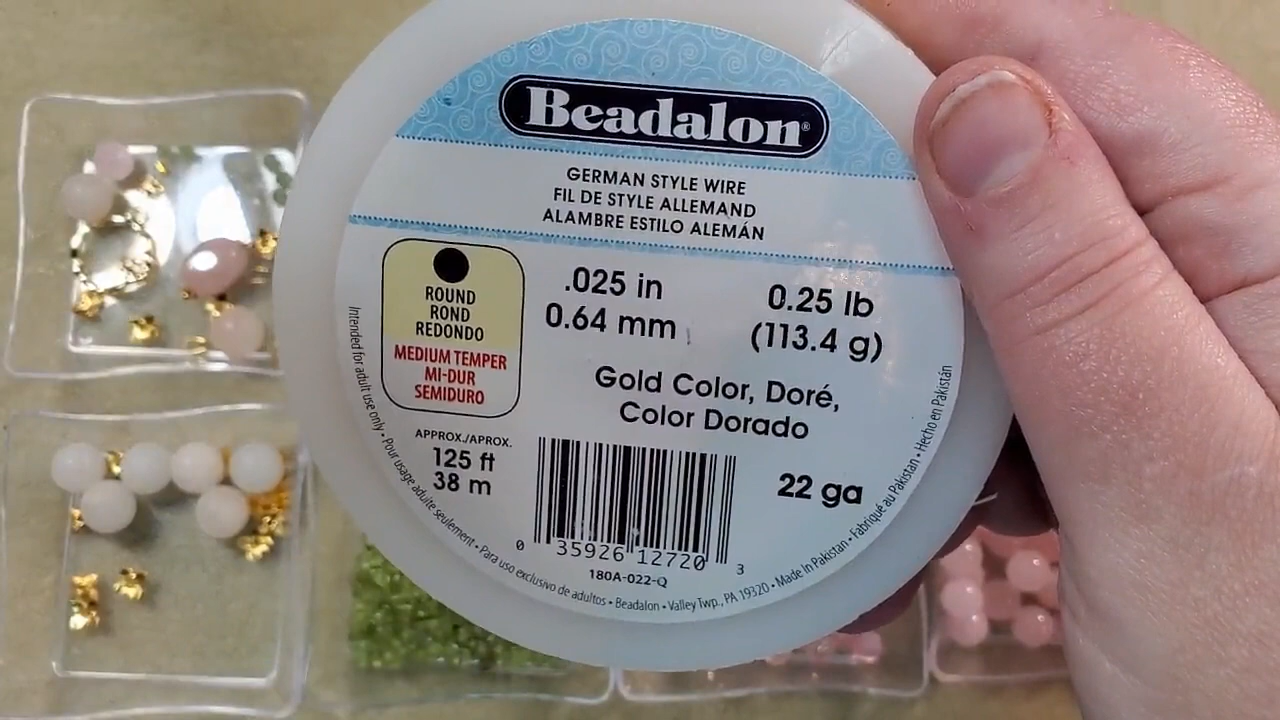 Beadalon®
GERMAN STYLE WIRE
FIL DE STYLE ALLEMAND
ALAMBRE ESTILO ALEMÁN
ROUND
ROND
REDONDO
MEDIUM TEMPER
MI-DUR
SEMIDURO
.025 in
0.64 mm
0.25 lb
(113.4 g)
Gold Color, Doré,
Color Dorado
APPROX./APROX.
125 ft
38 m
22 ga
0 35926 12720 3
180A-022-Q
Intended for adult use only • Pour usage adulte seulement • Para uso exclusivo de adultos • Beadalon • Valley Twp., PA 19320 • Made in Pakistan • Fabriqué au Pakistan • Hecho en Pakistán